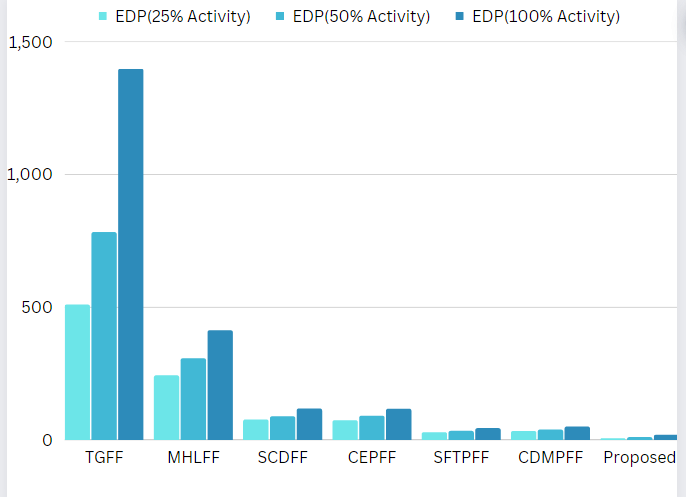 EDP(25% Activity) EDP(50% Activity) EDP(100% Activity)
1,500
1,000
500
0
TGFF MHLFF SCDFF CEPFF SFTPFF CDMPFF Proposed